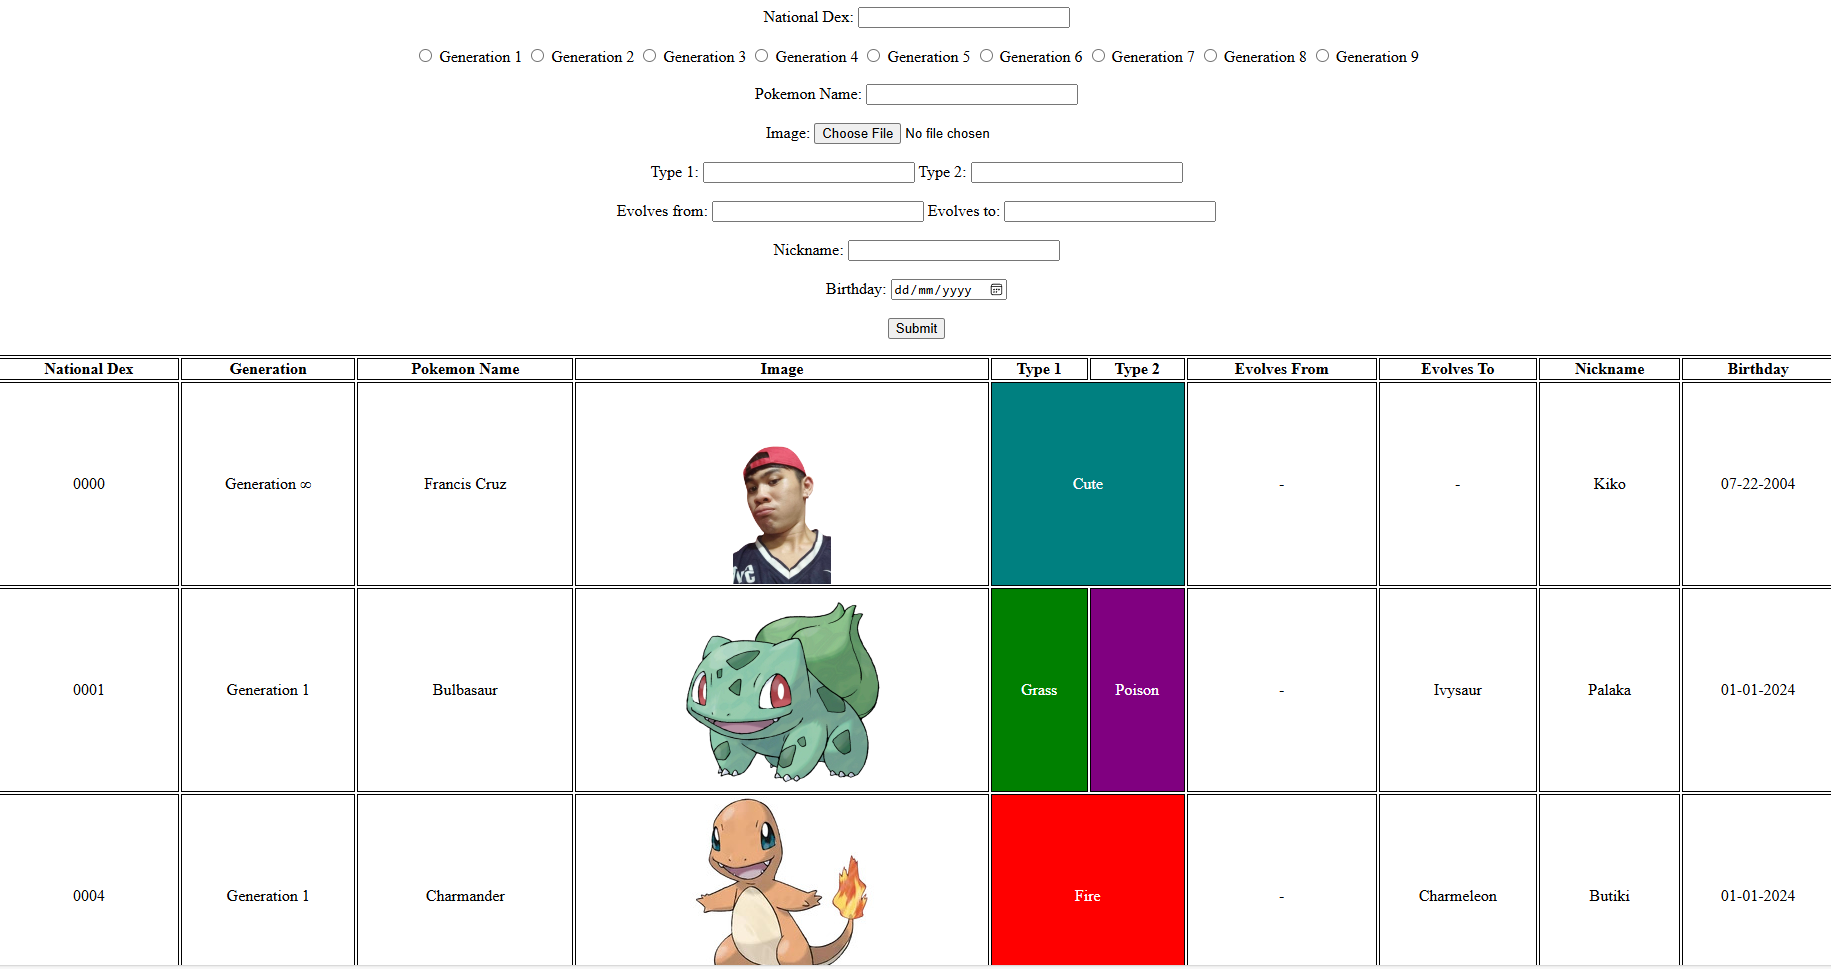 National Dex:
Generation 1 Generation 2 Generation 3 Generation 4 Generation 5 Generation 6 Generation 7 Generation 8 Generation 9
Pokemon Name:
Image: Choose File No file chosen
Type 1: Type 2:
Evolves from: Evolves to:
Nickname:
Birthday: dd/mm/yyyy
Submit
National Dex Generation Pokemon Name Image Type 1 Type 2 Evolves From Evolves To Nickname Birthday
0000 Generation ∞ Francis Cruz Cute - - Kiko 07-22-2004
0001 Generation 1 Bulbasaur Grass Poison - Ivysaur Palaka 01-01-2024
0004 Generation 1 Charmander Fire - Charmeleon Butiki 01-01-2024